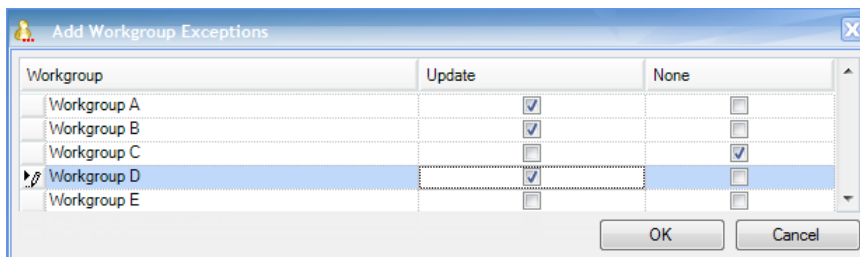 Add Workgroup Exceptions
Workgroup Update None
Workgroup A
Workgroup B
Workgroup C
Workgroup D
Workgroup E
OK Cancel